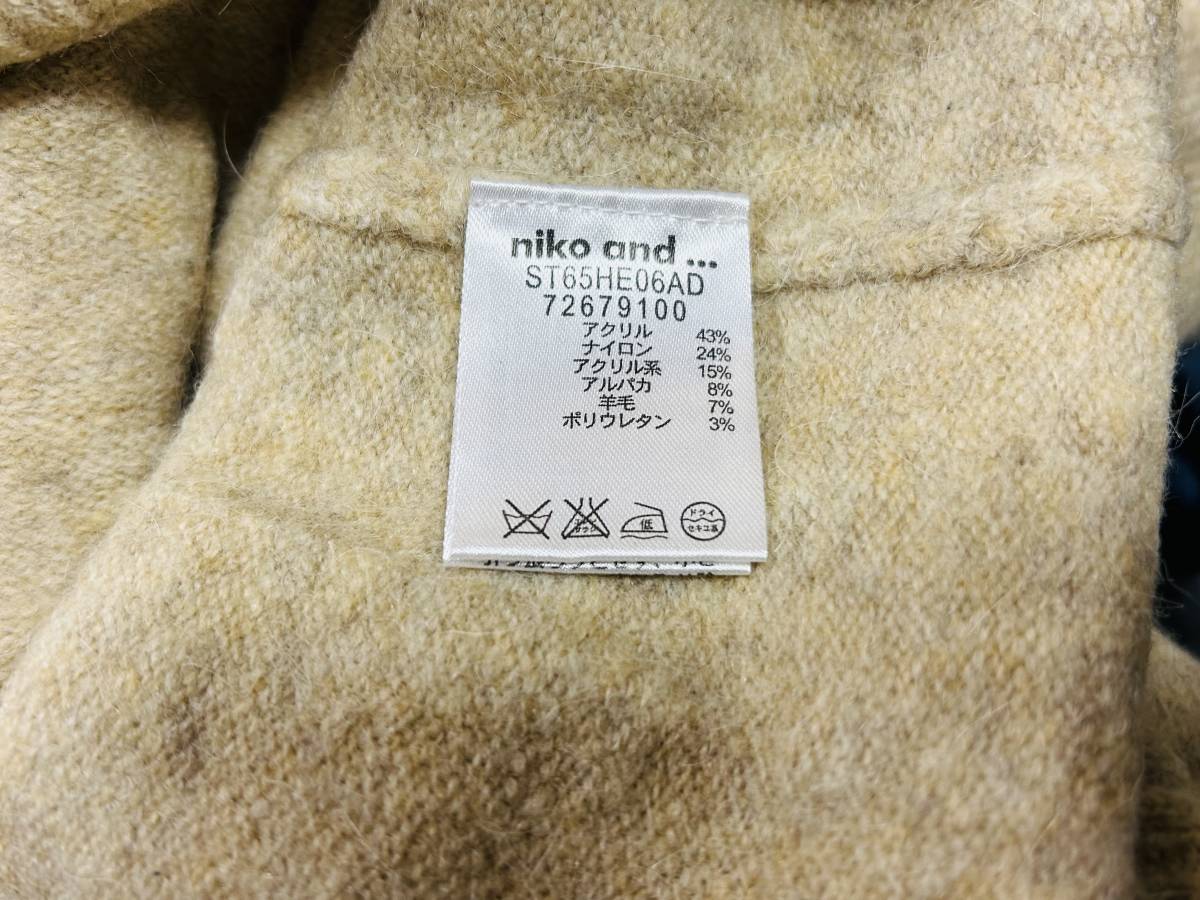 niko and ...
ST65HE06AD
72679100
アクリル 43%
ナイロン 24%
アクリル系 15%
アルパカ 8%
羊毛 7%
ポリウレタン 3%
低 ドライ
セキユ系